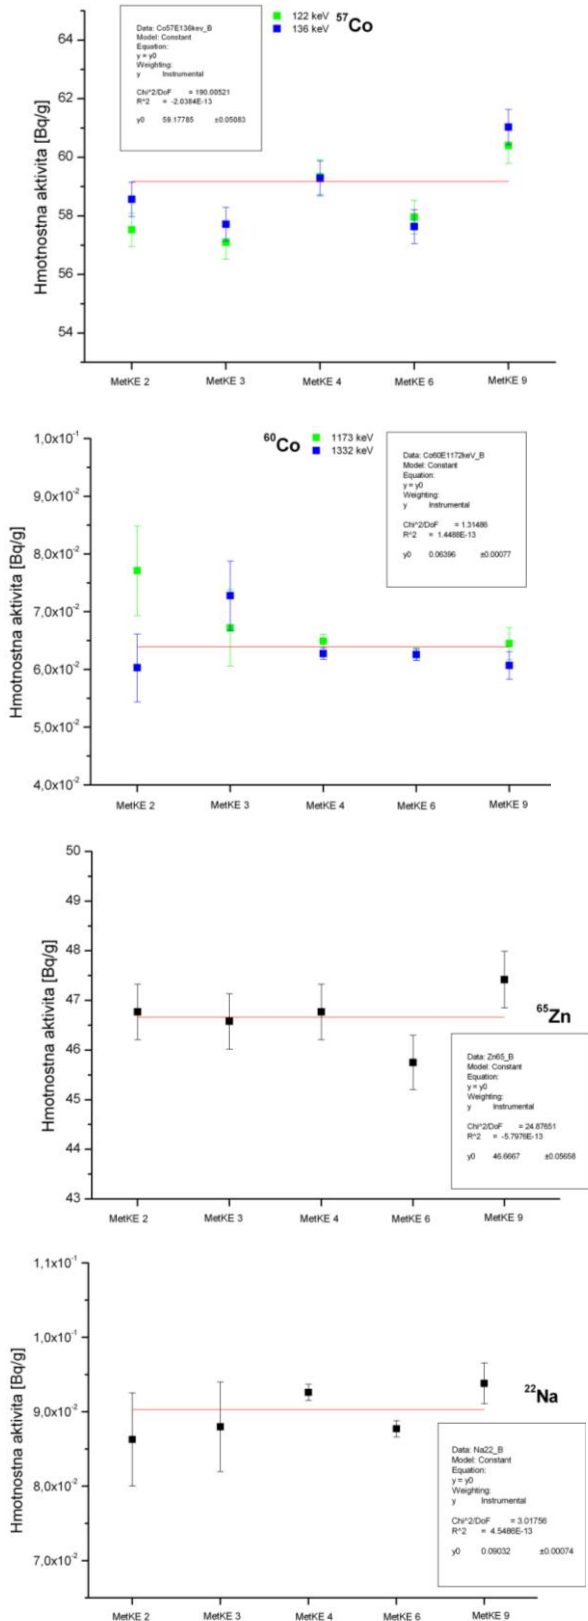 122 keV
136 keV
⁵⁷Co
Data: Co57E136kev_B
Model: Constant
Equation:
y = y0
Weighting:
y Instrumental
Chi^2/DoF = 190.00521
R^2 = -2.0384E-13
y0 59.17785 ±0.05083
Hmotnostna aktivita [Bq/g]
64
62
60
58
56
54
MetKE 2 MetKE 3 MetKE 4 MetKE 6 MetKE 9
⁶⁰Co
1173 keV
1332 keV
Data: Co60E1172keV_B
Model: Constant
Equation:
y = y0
Weighting:
y Instrumental
Chi^2/DoF = 1.31486
R^2 = 1.4488E-13
y0 0.06396 ±0.00077
Hmotnostna aktivita [Bq/g]
1,0x10⁻¹
9,0x10⁻²
8,0x10⁻²
7,0x10⁻²
6,0x10⁻²
5,0x10⁻²
4,0x10⁻²
MetKE 2 MetKE 3 MetKE 4 MetKE 6 MetKE 9
Hmotnostna aktivita [Bq/g]
50
49
48
47
46
45
44
43
⁶⁵Zn
Data: Zn65_B
Model: Constant
Equation:
y = y0
Weighting:
y Instrumental
Chi^2/DoF = 24.87651
R^2 = -5.7976E-13
y0 46.6667 ±0.05658
MetKE 2 MetKE 3 MetKE 4 MetKE 6 MetKE 9
Hmotnostna aktivita [Bq/g]
1,1x10⁻¹
1,0x10⁻¹
9,0x10⁻²
8,0x10⁻²
7,0x10⁻²
²²Na
Data: Na22_B
Model: Constant
Equation:
y = y0
Weighting:
y Instrumental
Chi^2/DoF = 3.01756
R^2 = 4.5486E-13
y0 0.09032 ±0.00074
MetKE 2 MetKE 3 MetKE 4 MetKE 6 MetKE 9